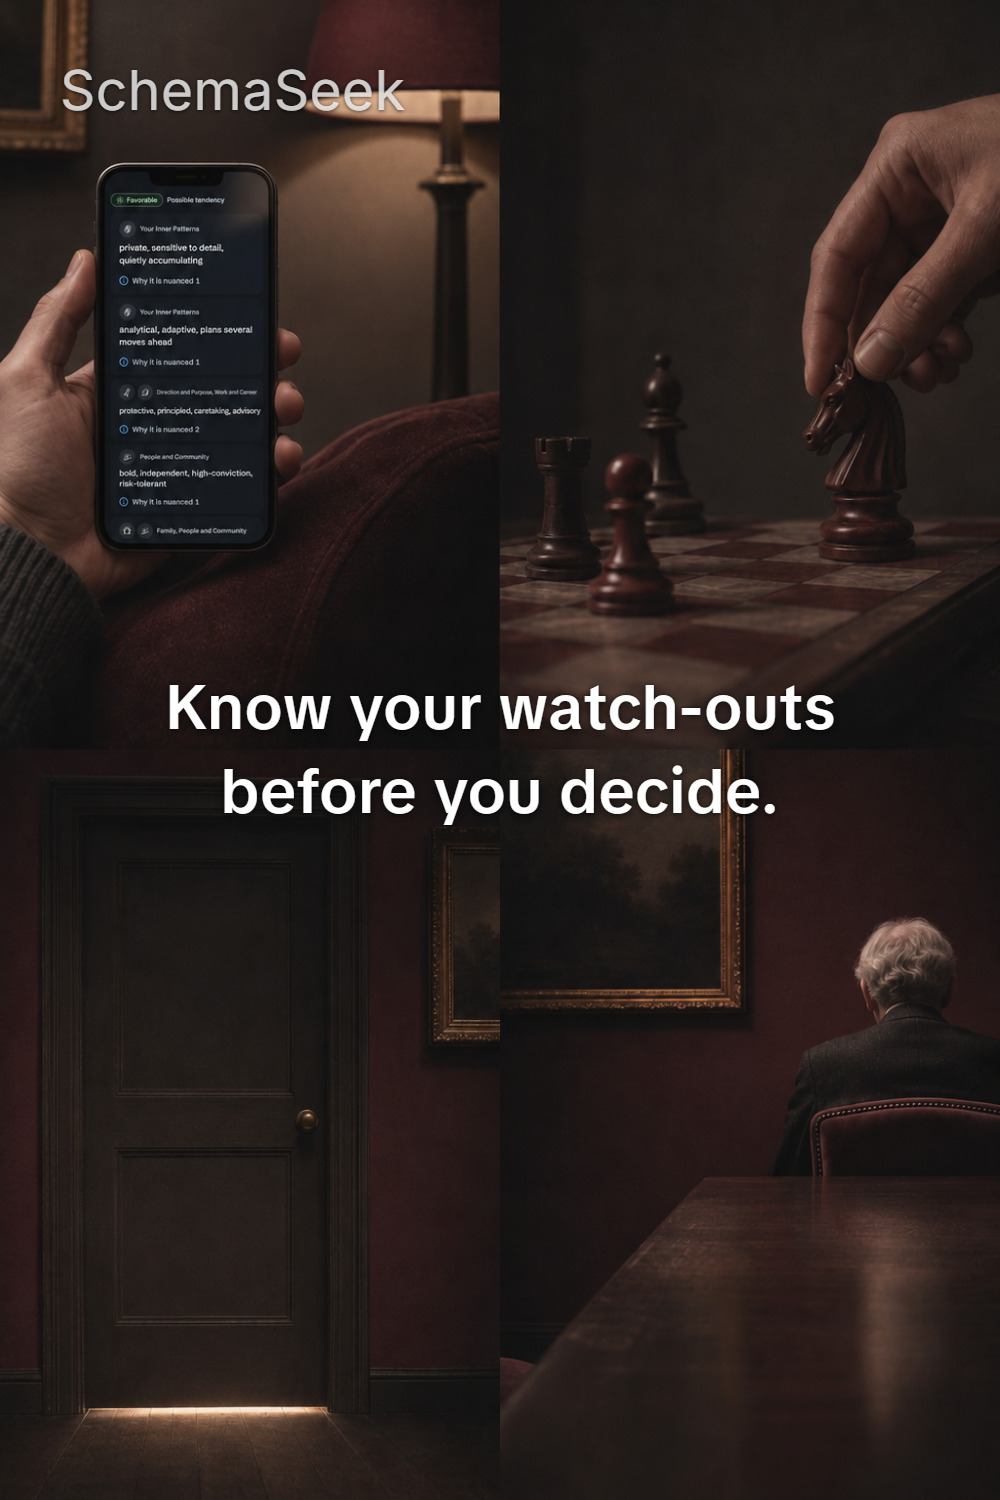 SchemaSeek
Favorable Possible tendency
Your Inner Patterns
private, sensitive to detail,
quietly accumulating
Why it is nuanced 1
Your Inner Patterns
analytical, adaptive, plans several
moves ahead
Why it is nuanced 1
Direction and Purpose, Work and Career
protective, principled, caretaking, advisory
Why it is nuanced 2
People and Community
bold, independent, high-conviction,
risk-tolerant
Why it is nuanced 1
Family, People and Community
Know your watch-outs
before you decide.